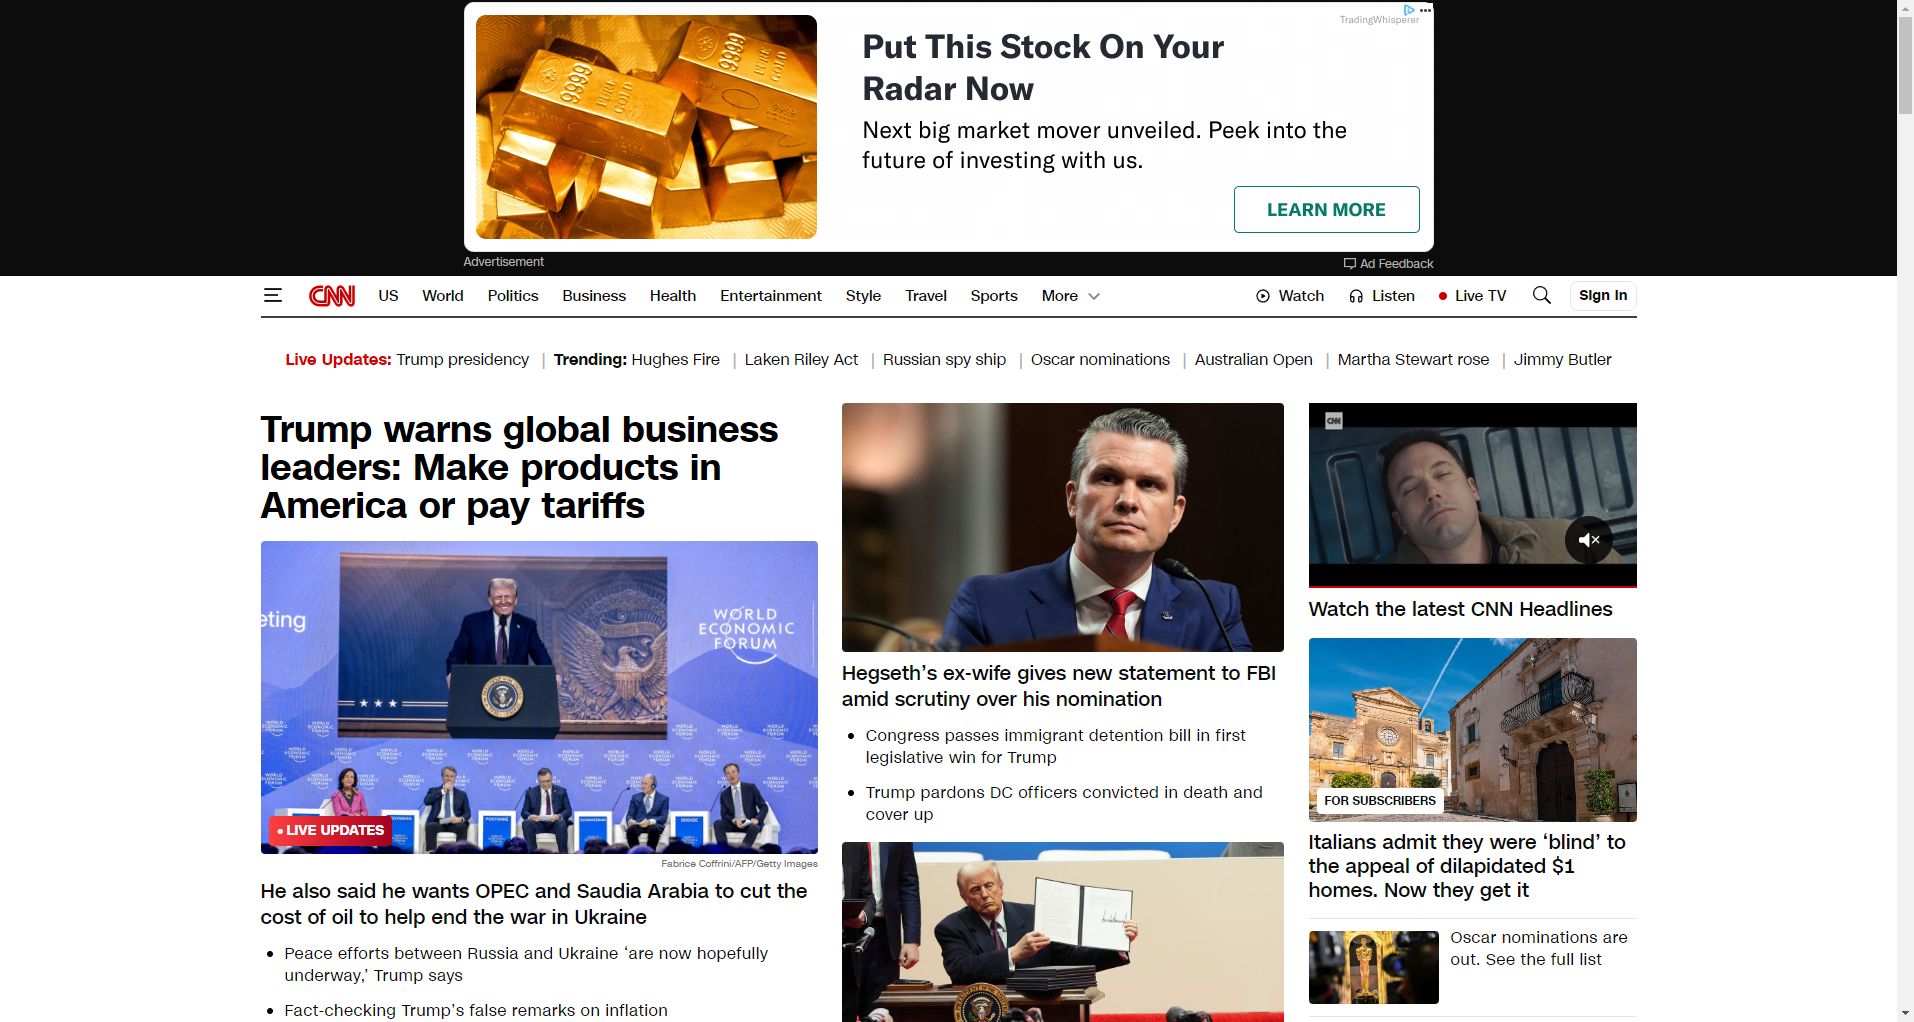 TradingWhisperer
Put This Stock On Your
Radar Now
Next big market mover unveiled. Peek into the
future of investing with us.
LEARN MORE
9999
PURE
GOLD
9999
PURE
GOLD
Advertisement
Ad Feedback
CNN
US
World
Politics
Business
Health
Entertainment
Style
Travel
Sports
More
Watch
Listen
Live TV
Sign in
Live Updates: Trump presidency | Trending: Hughes Fire | Laken Riley Act | Russian spy ship | Oscar nominations | Australian Open | Martha Stewart rose | Jimmy Butler
Trump warns global business
leaders: Make products in
America or pay tariffs
eting
WORLD
ECONOMIC
FORUM
• LIVE UPDATES
Fabrice Coffrini/AFP/Getty Images
He also said he wants OPEC and Saudia Arabia to cut the
cost of oil to help end the war in Ukraine
• Peace efforts between Russia and Ukraine ‘are now hopefully
underway,’ Trump says
• Fact-checking Trump’s false remarks on inflation
Hegseth’s ex-wife gives new statement to FBI
amid scrutiny over his nomination
• Congress passes immigrant detention bill in first
legislative win for Trump
• Trump pardons DC officers convicted in death and
cover up
CNN
Watch the latest CNN Headlines
FOR SUBSCRIBERS
Italians admit they were ‘blind’ to
the appeal of dilapidated $1
homes. Now they get it
Oscar nominations are
out. See the full list